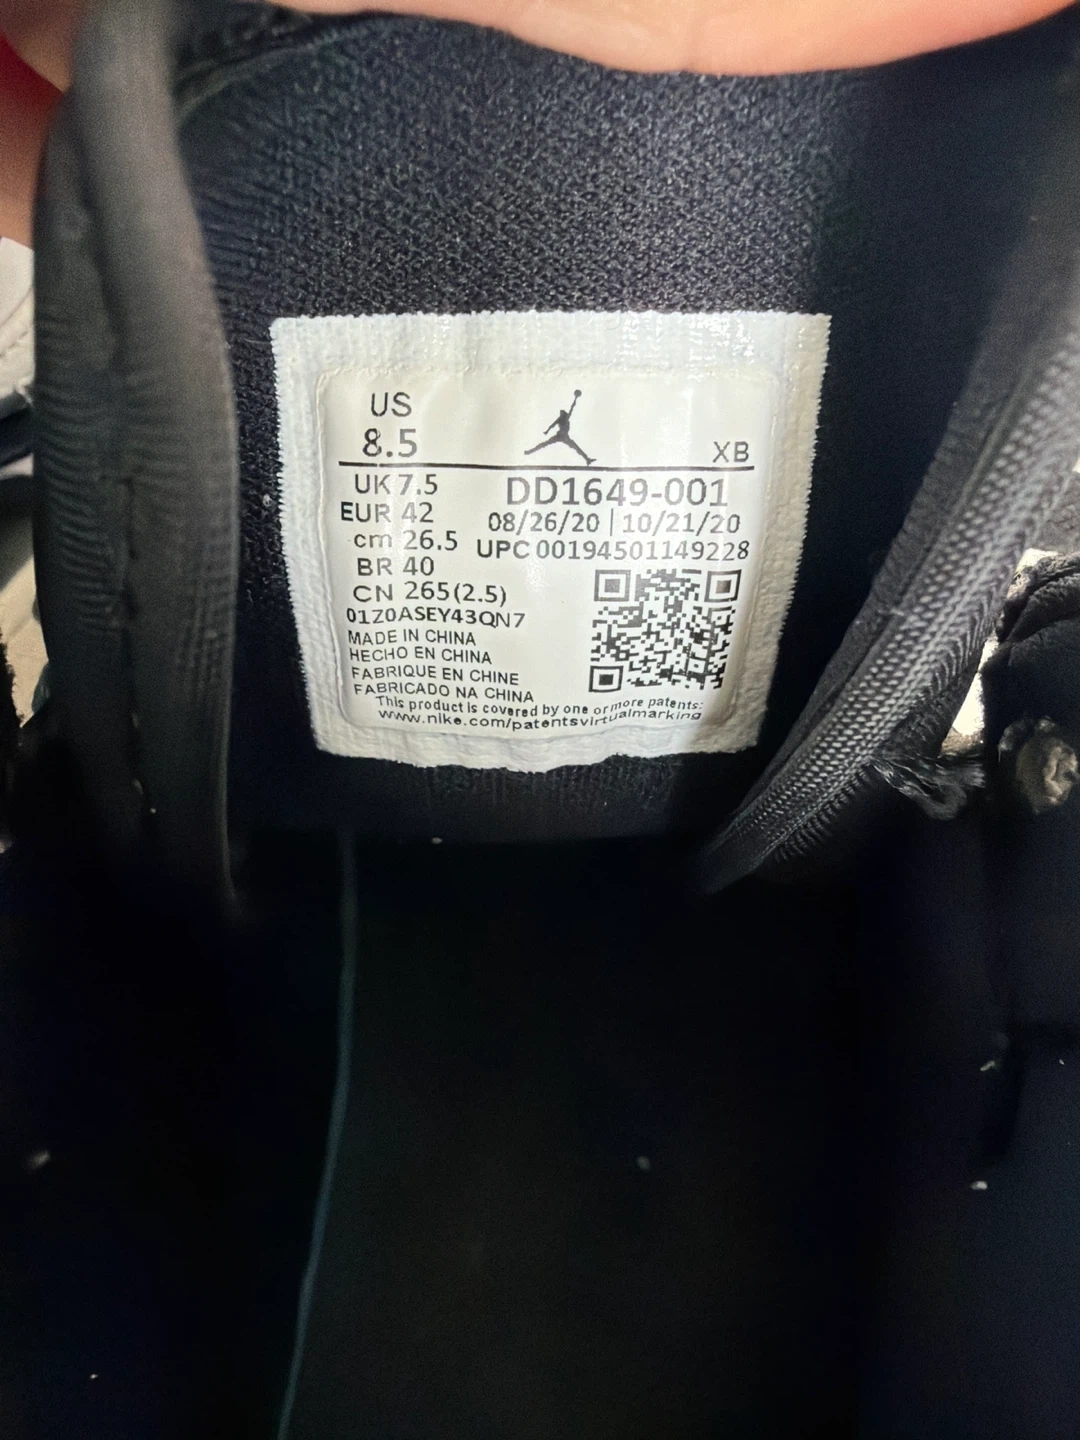 US
8.5
XB
UK 7.5
DD1649-001
EUR 42
08/26/20 | 10/21/20
cm 26.5
UPC 00194501149228
BR 40
CN 265(2.5)
01Z0ASEY43QN7
MADE IN CHINA
HECHO EN CHINA
FABRIQUE EN CHINE
FABRICADO NA CHINA
This product is covered by one or more patents:
www.nike.com/patentsvirtualmarking